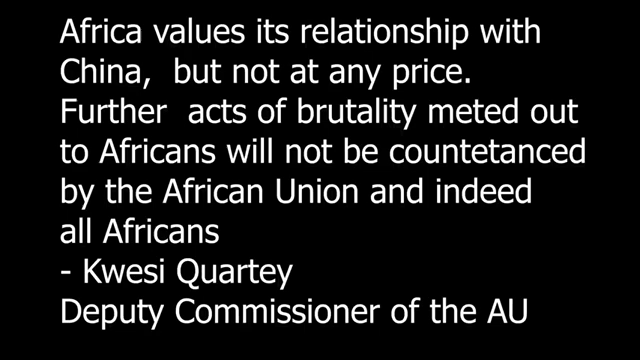 Africa values its relationship with
China,  but not at any price.
Further  acts of brutality meted out
to Africans will not be countetanced
by the African Union and indeed
all Africans
- Kwesi Quartey
Deputy Commissioner of the AU